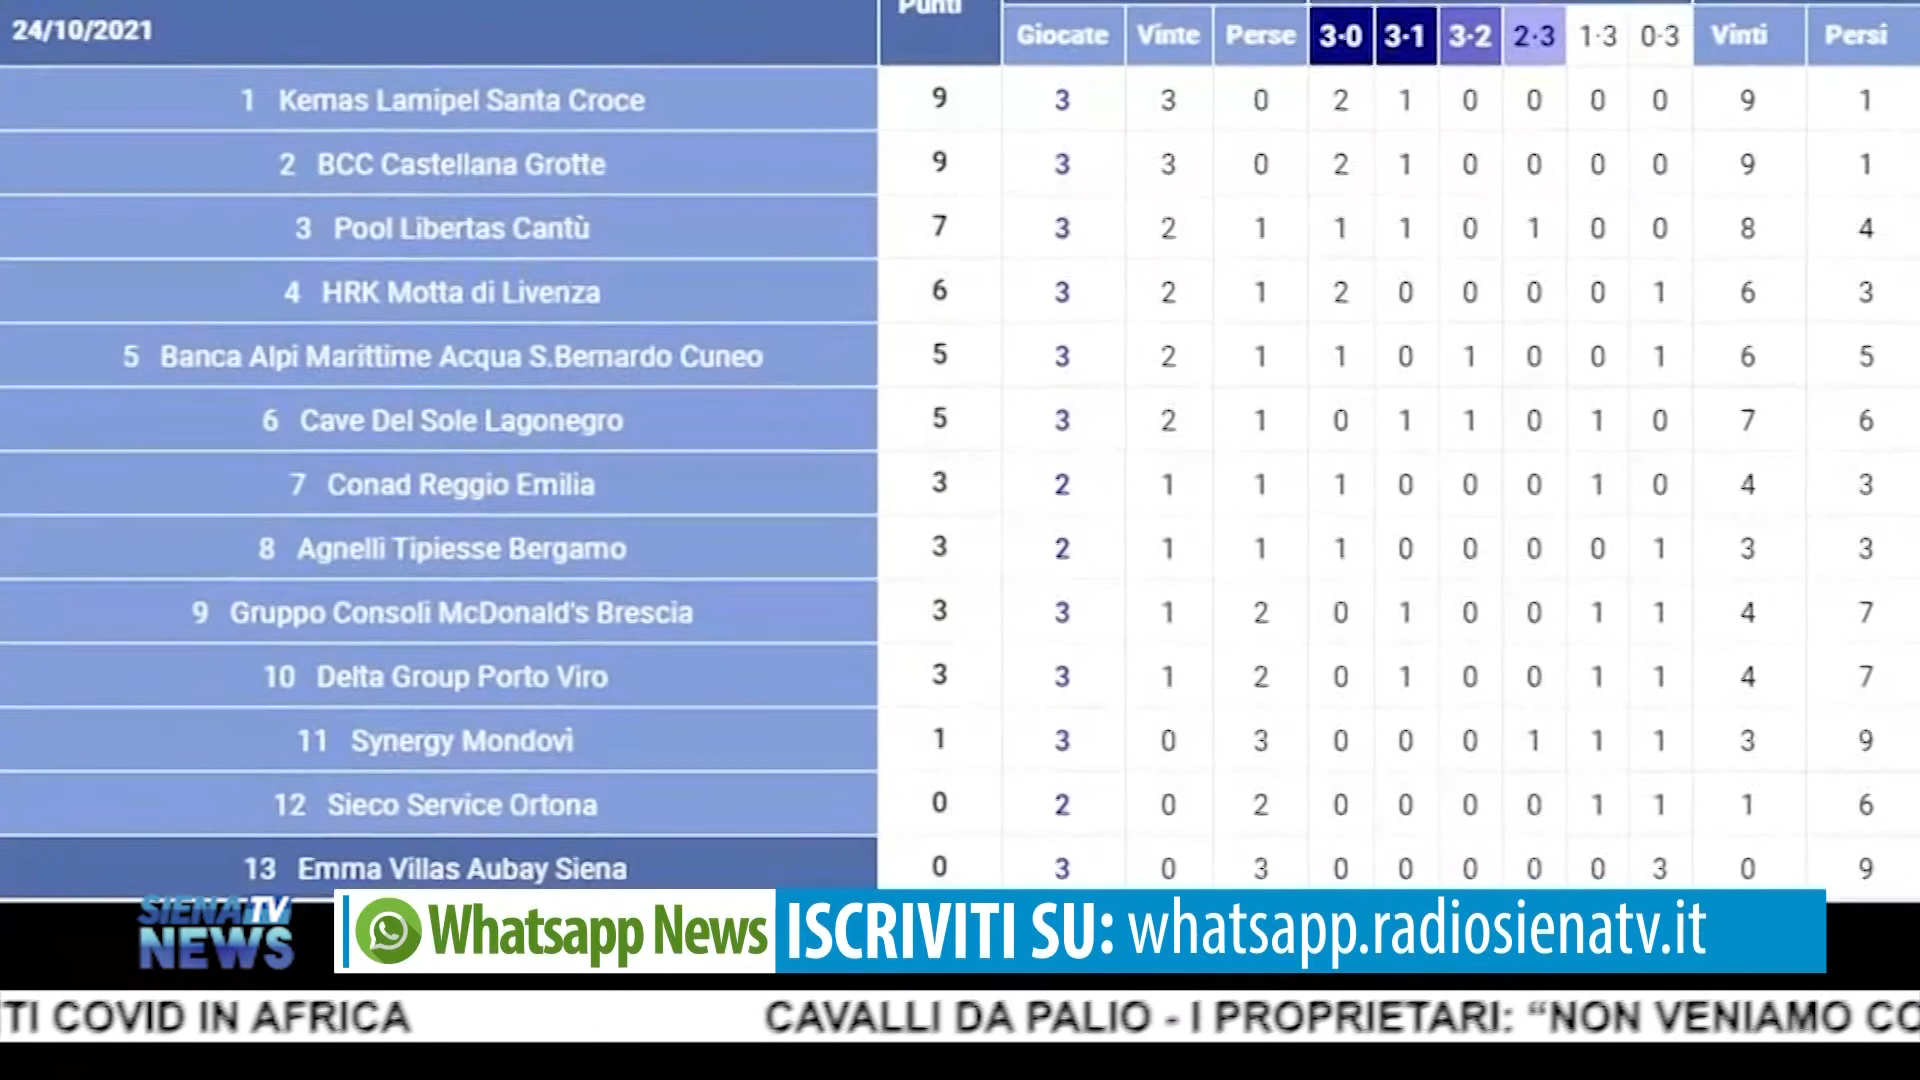 24/10/2021 Punti Giocate Vinte Perse 3-0 3-1 3-2 2-3 1-3 0-3 Vinti Persi
1 Kemas Lamipel Santa Croce 9 3 3 0 2 1 0 0 0 0 9 1
2 BCC Castellana Grotte 9 3 3 0 2 1 0 0 0 0 9 1
3 Pool Libertas Cantù 7 3 2 1 1 1 0 1 0 0 8 4
4 HRK Motta di Livenza 6 3 2 1 2 0 0 0 0 1 6 3
5 Banca Alpi Marittime Acqua S.Bernardo Cuneo 5 3 2 1 1 0 1 0 0 1 6 5
6 Cave Del Sole Lagonegro 5 3 2 1 0 1 1 0 1 0 7 6
7 Conad Reggio Emilia 3 2 1 1 1 0 0 0 1 0 4 3
8 Agnelli Tipiesse Bergamo 3 2 1 1 1 0 0 0 0 1 3 3
9 Gruppo Consoli McDonald's Brescia 3 3 1 2 0 1 0 0 1 1 4 7
10 Delta Group Porto Viro 3 3 1 2 0 1 0 0 1 1 4 7
11 Synergy Mondovì 1 3 0 3 0 0 0 1 1 1 3 9
12 Sieco Service Ortona 0 2 0 2 0 0 0 0 1 1 1 6
13 Emma Villas Aubay Siena 0 3 0 3 0 0 0 0 0 3 0 9
SIENA TV NEWS
Whatsapp News ISCRIVITI SU: whatsapp.radiosienatv.it
TI COVID IN AFRICA CAVALLI DA PALIO - I PROPRIETARI: “NON VENIAMO CO